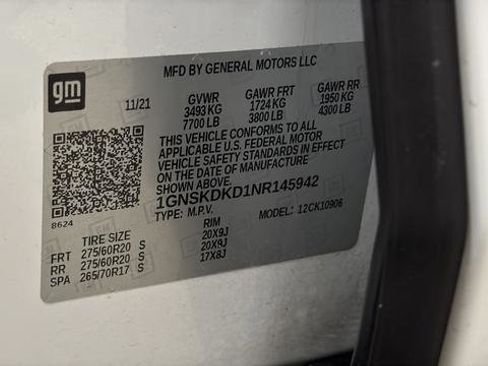 gm
MFD BY GENERAL MOTORS LLC
11/21 GVWR GAWR FRT GAWR RR
3493 KG 1724 KG 1950 KG
7700 LB 3800 LB 4300 LB
THIS VEHICLE CONFORMS TO ALL
APPLICABLE U.S. FEDERAL MOTOR
VEHICLE SAFETY STANDARDS IN EFFECT
ON THE DATE OF MANUFACTURE
SHOWN ABOVE.
1GNSKDKD1NR145942
8624 TYPE: M.P.V. MODEL: 12CK10906
TIRE SIZE RIM
FRT 275/60R20 S 20X9J
RR 275/60R20 S 20X9J
SPA 265/70R17 S 17X8J